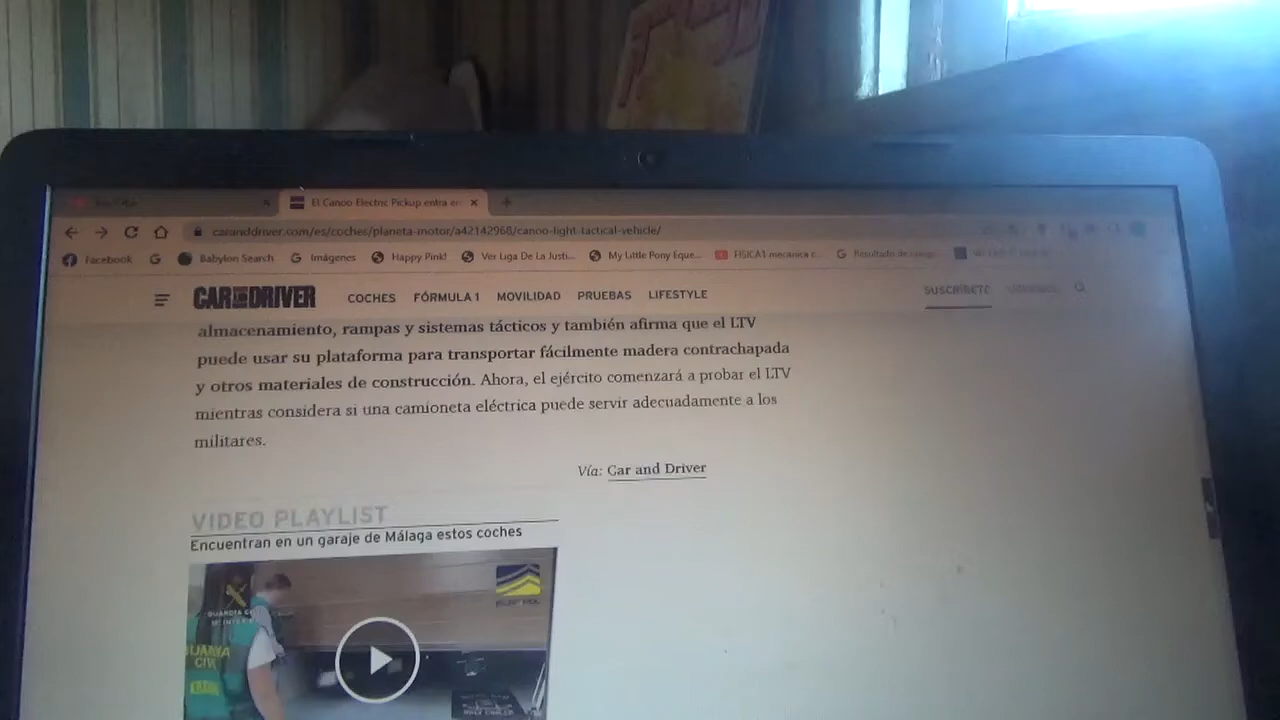 El Canoo Electric Pickup entra en
caranddriver.com/es/coches/planeta-motor/a42142968/canoo-light-tactical-vehicle/
Facebook
Babylon Search
Imágenes
Happy Pink!
Ver Liga De La Justi...
My Little Pony Eque...
FISICA1 mecanica c...
CAR AND DRIVER
COCHES FÓRMULA 1 MOVILIDAD PRUEBAS LIFESTYLE
SUSCRÍBETE
almacenamiento, rampas y sistemas tácticos y también afirma que el LTV
puede usar su plataforma para transportar fácilmente madera contrachapada
y otros materiales de construcción. Ahora, el ejército comenzará a probar el LTV
mientras considera si una camioneta eléctrica puede servir adecuadamente a los
militares.
Vía: Car and Driver
VIDEO PLAYLIST
Encuentran en un garaje de Málaga estos coches